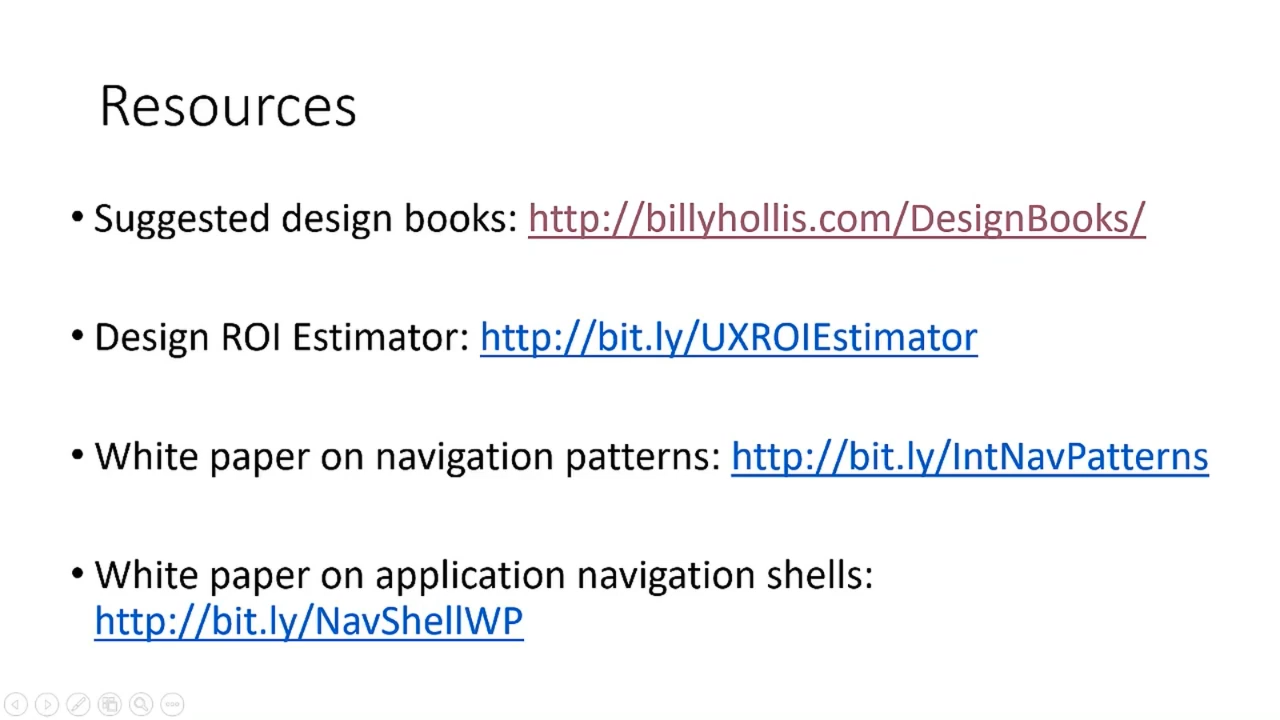 Resources
• Suggested design books: http://billyhollis.com/DesignBooks/
• Design ROI Estimator: http://bit.ly/UXROIEstimator
• White paper on navigation patterns: http://bit.ly/IntNavPatterns
• White paper on application navigation shells:
http://bit.ly/NavShellWP